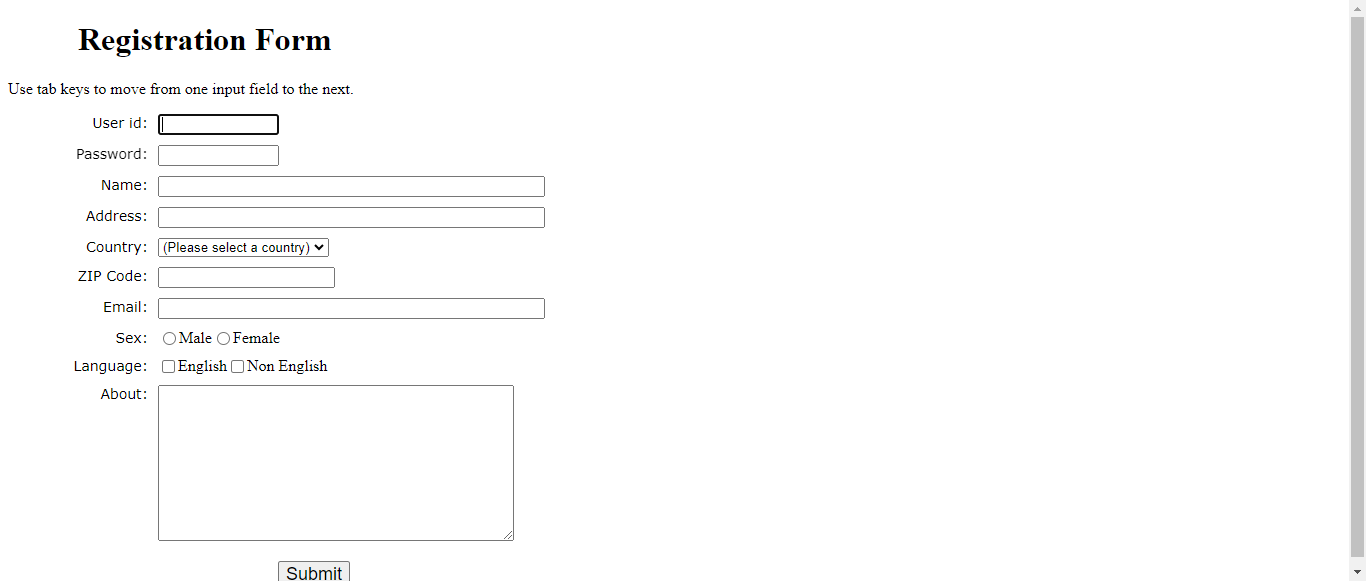 Registration Form
Use tab keys to move from one input field to the next.
User id:
Password:
Name:
Address:
Country: (Please select a country)
ZIP Code:
Email:
Sex: Male Female
Language: English Non English
About:
Submit